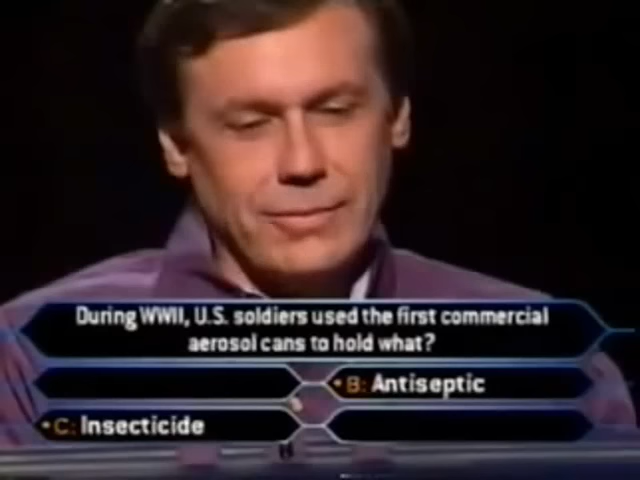 During WWII, U.S. soldiers used the first commercial
aerosol cans to hold what?
B: Antiseptic
C: Insecticide